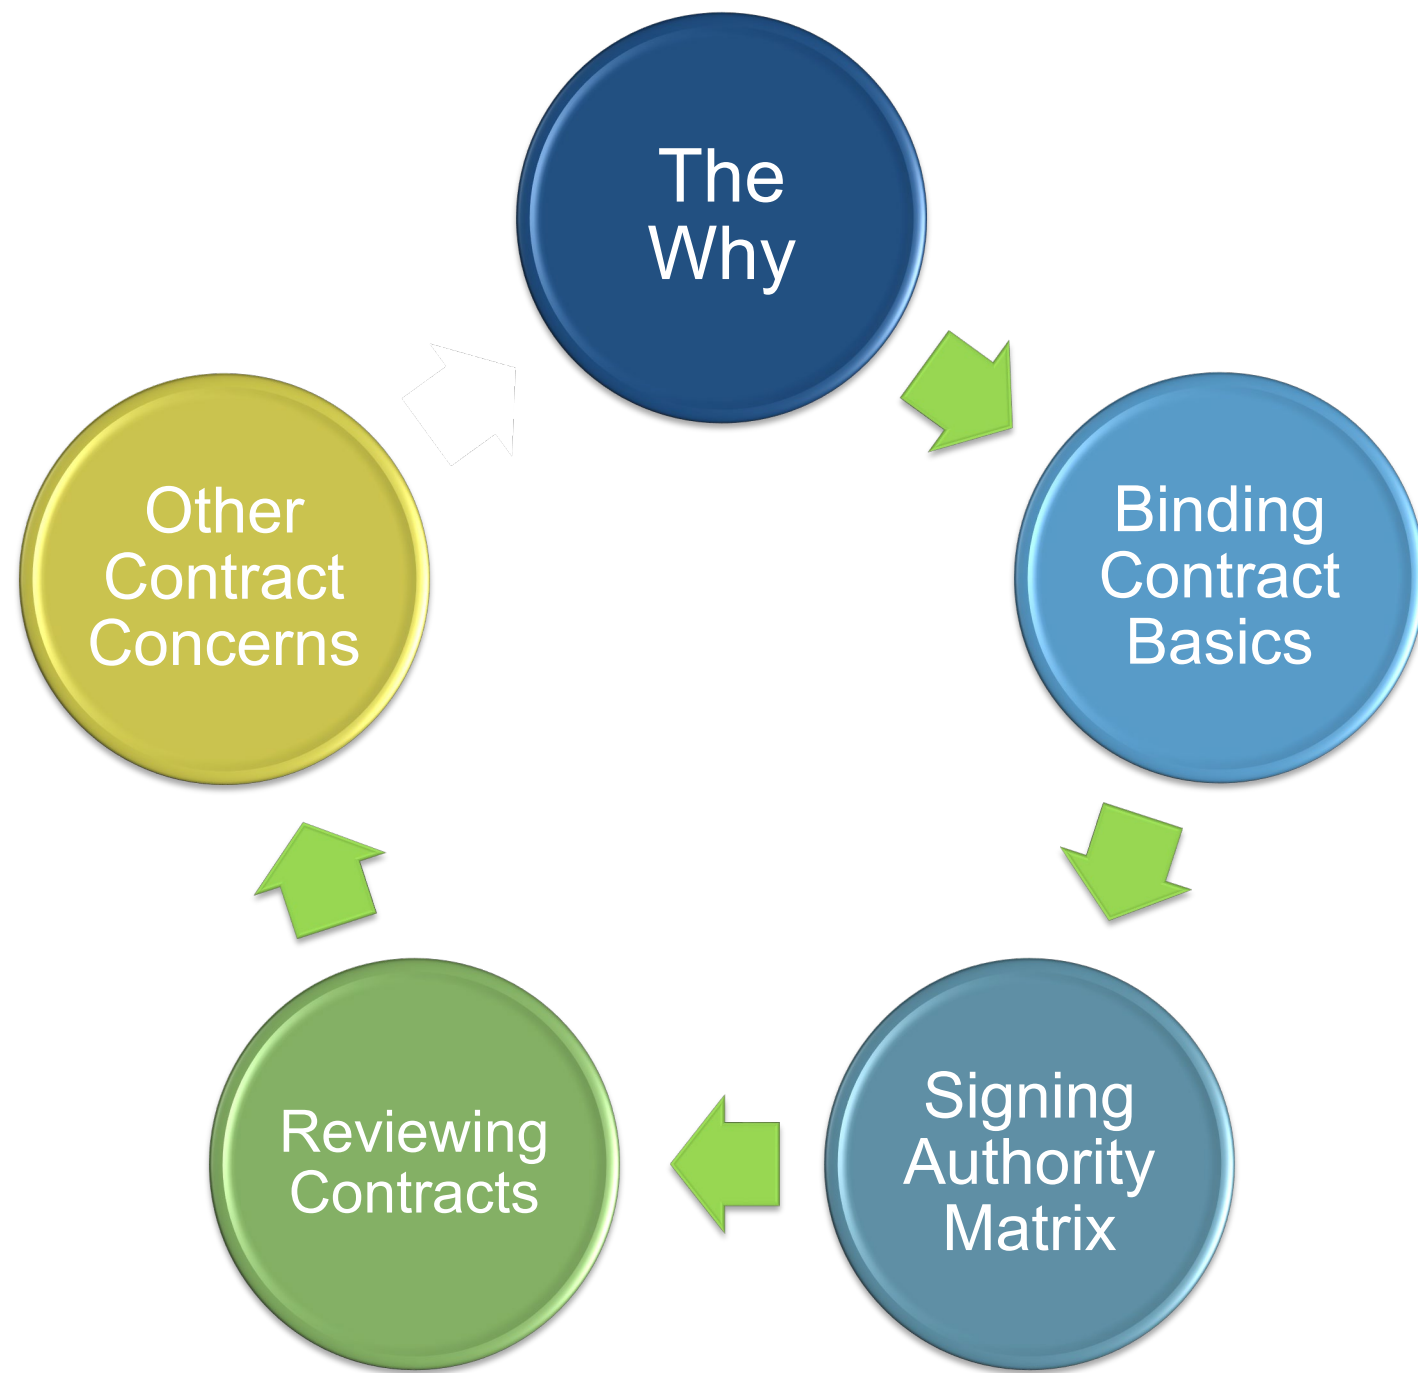 The
Why
Binding
Contract
Basics
Signing
Authority
Matrix
Reviewing
Contracts
Other
Contract
Concerns